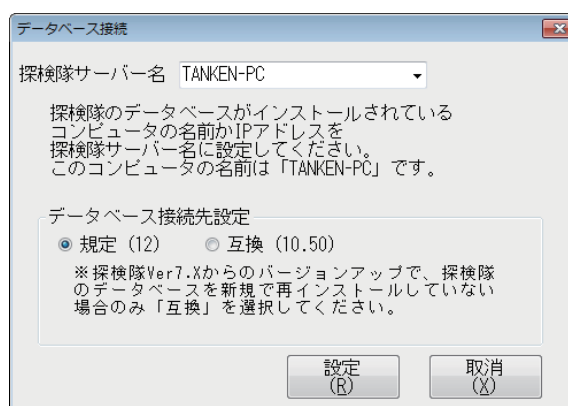 データベース接続
探検隊サーバー名 TANKEN-PC
探検隊のデータベースがインストールされている
コンピュータの名前かIPアドレスを
探検隊サーバー名に設定してください。
このコンピュータの名前は「TANKEN-PC」です。
データベース接続先設定
規定 (12) 互換 (10.50)
※探検隊Ver7.Xからのバージョンアップで、探検隊
のデータベースを新規で再インストールしていない
場合のみ「互換」を選択してください。
設定 取消
(R) (X)